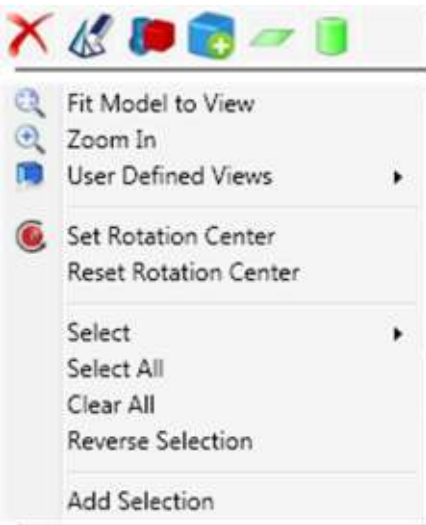 Fit Model to View
Zoom In
User Defined Views
Set Rotation Center
Reset Rotation Center
Select
Select All
Clear All
Reverse Selection
Add Selection